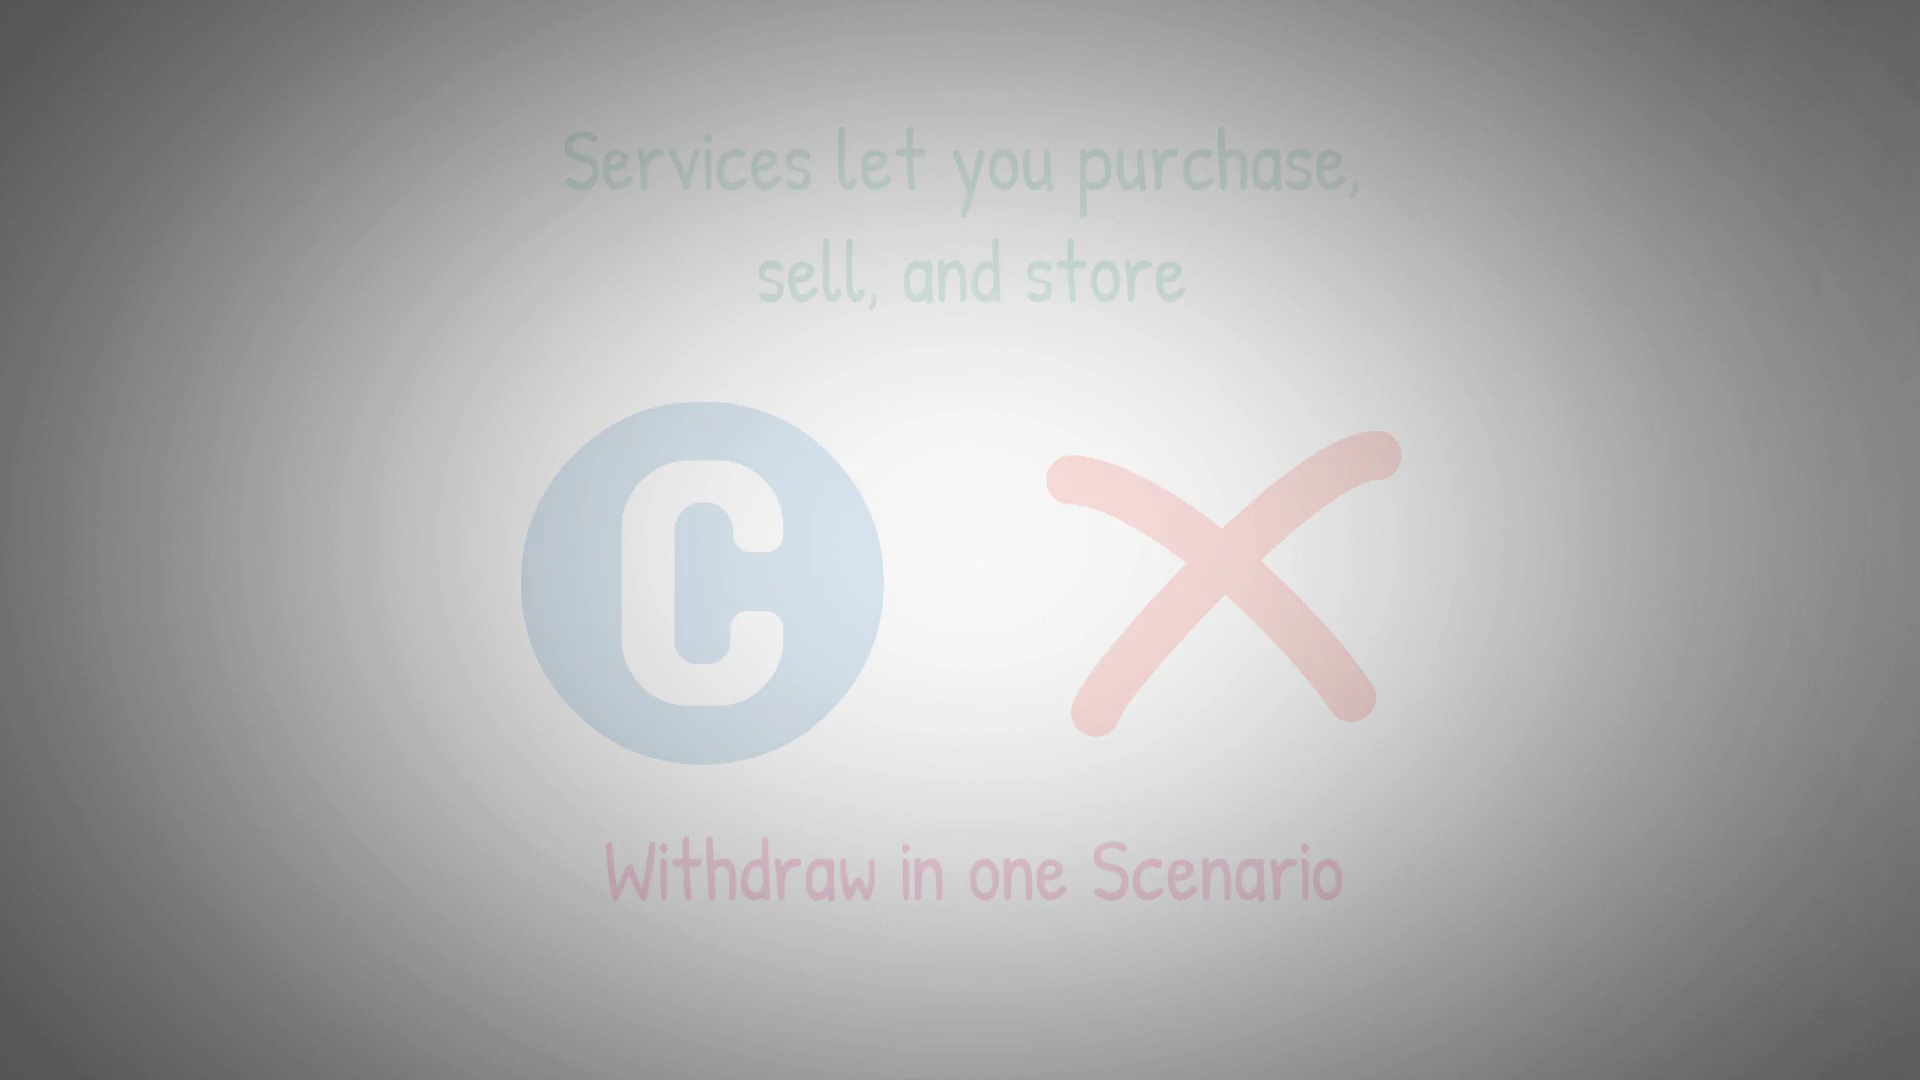 Services let you purchase,
sell, and store
C
Withdraw in one Scenario